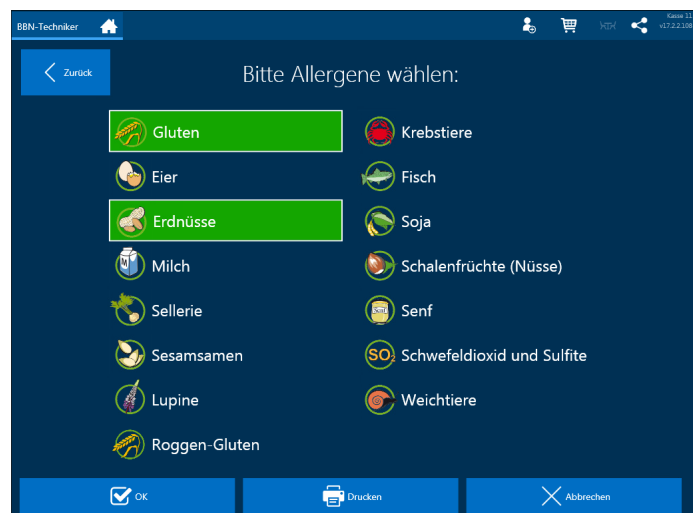 BBN-Techniker
Kasse 11
v17.2.2.108
Zurück
Bitte Allergene wählen:
Gluten
Krebstiere
Eier
Fisch
Erdnüsse
Soja
Milch
Schalenfrüchte (Nüsse)
Sellerie
Senf
Sesamsamen
SO2 Schwefeldioxid und Sulfite
Lupine
Weichtiere
Roggen-Gluten
OK
Drucken
Abbrechen